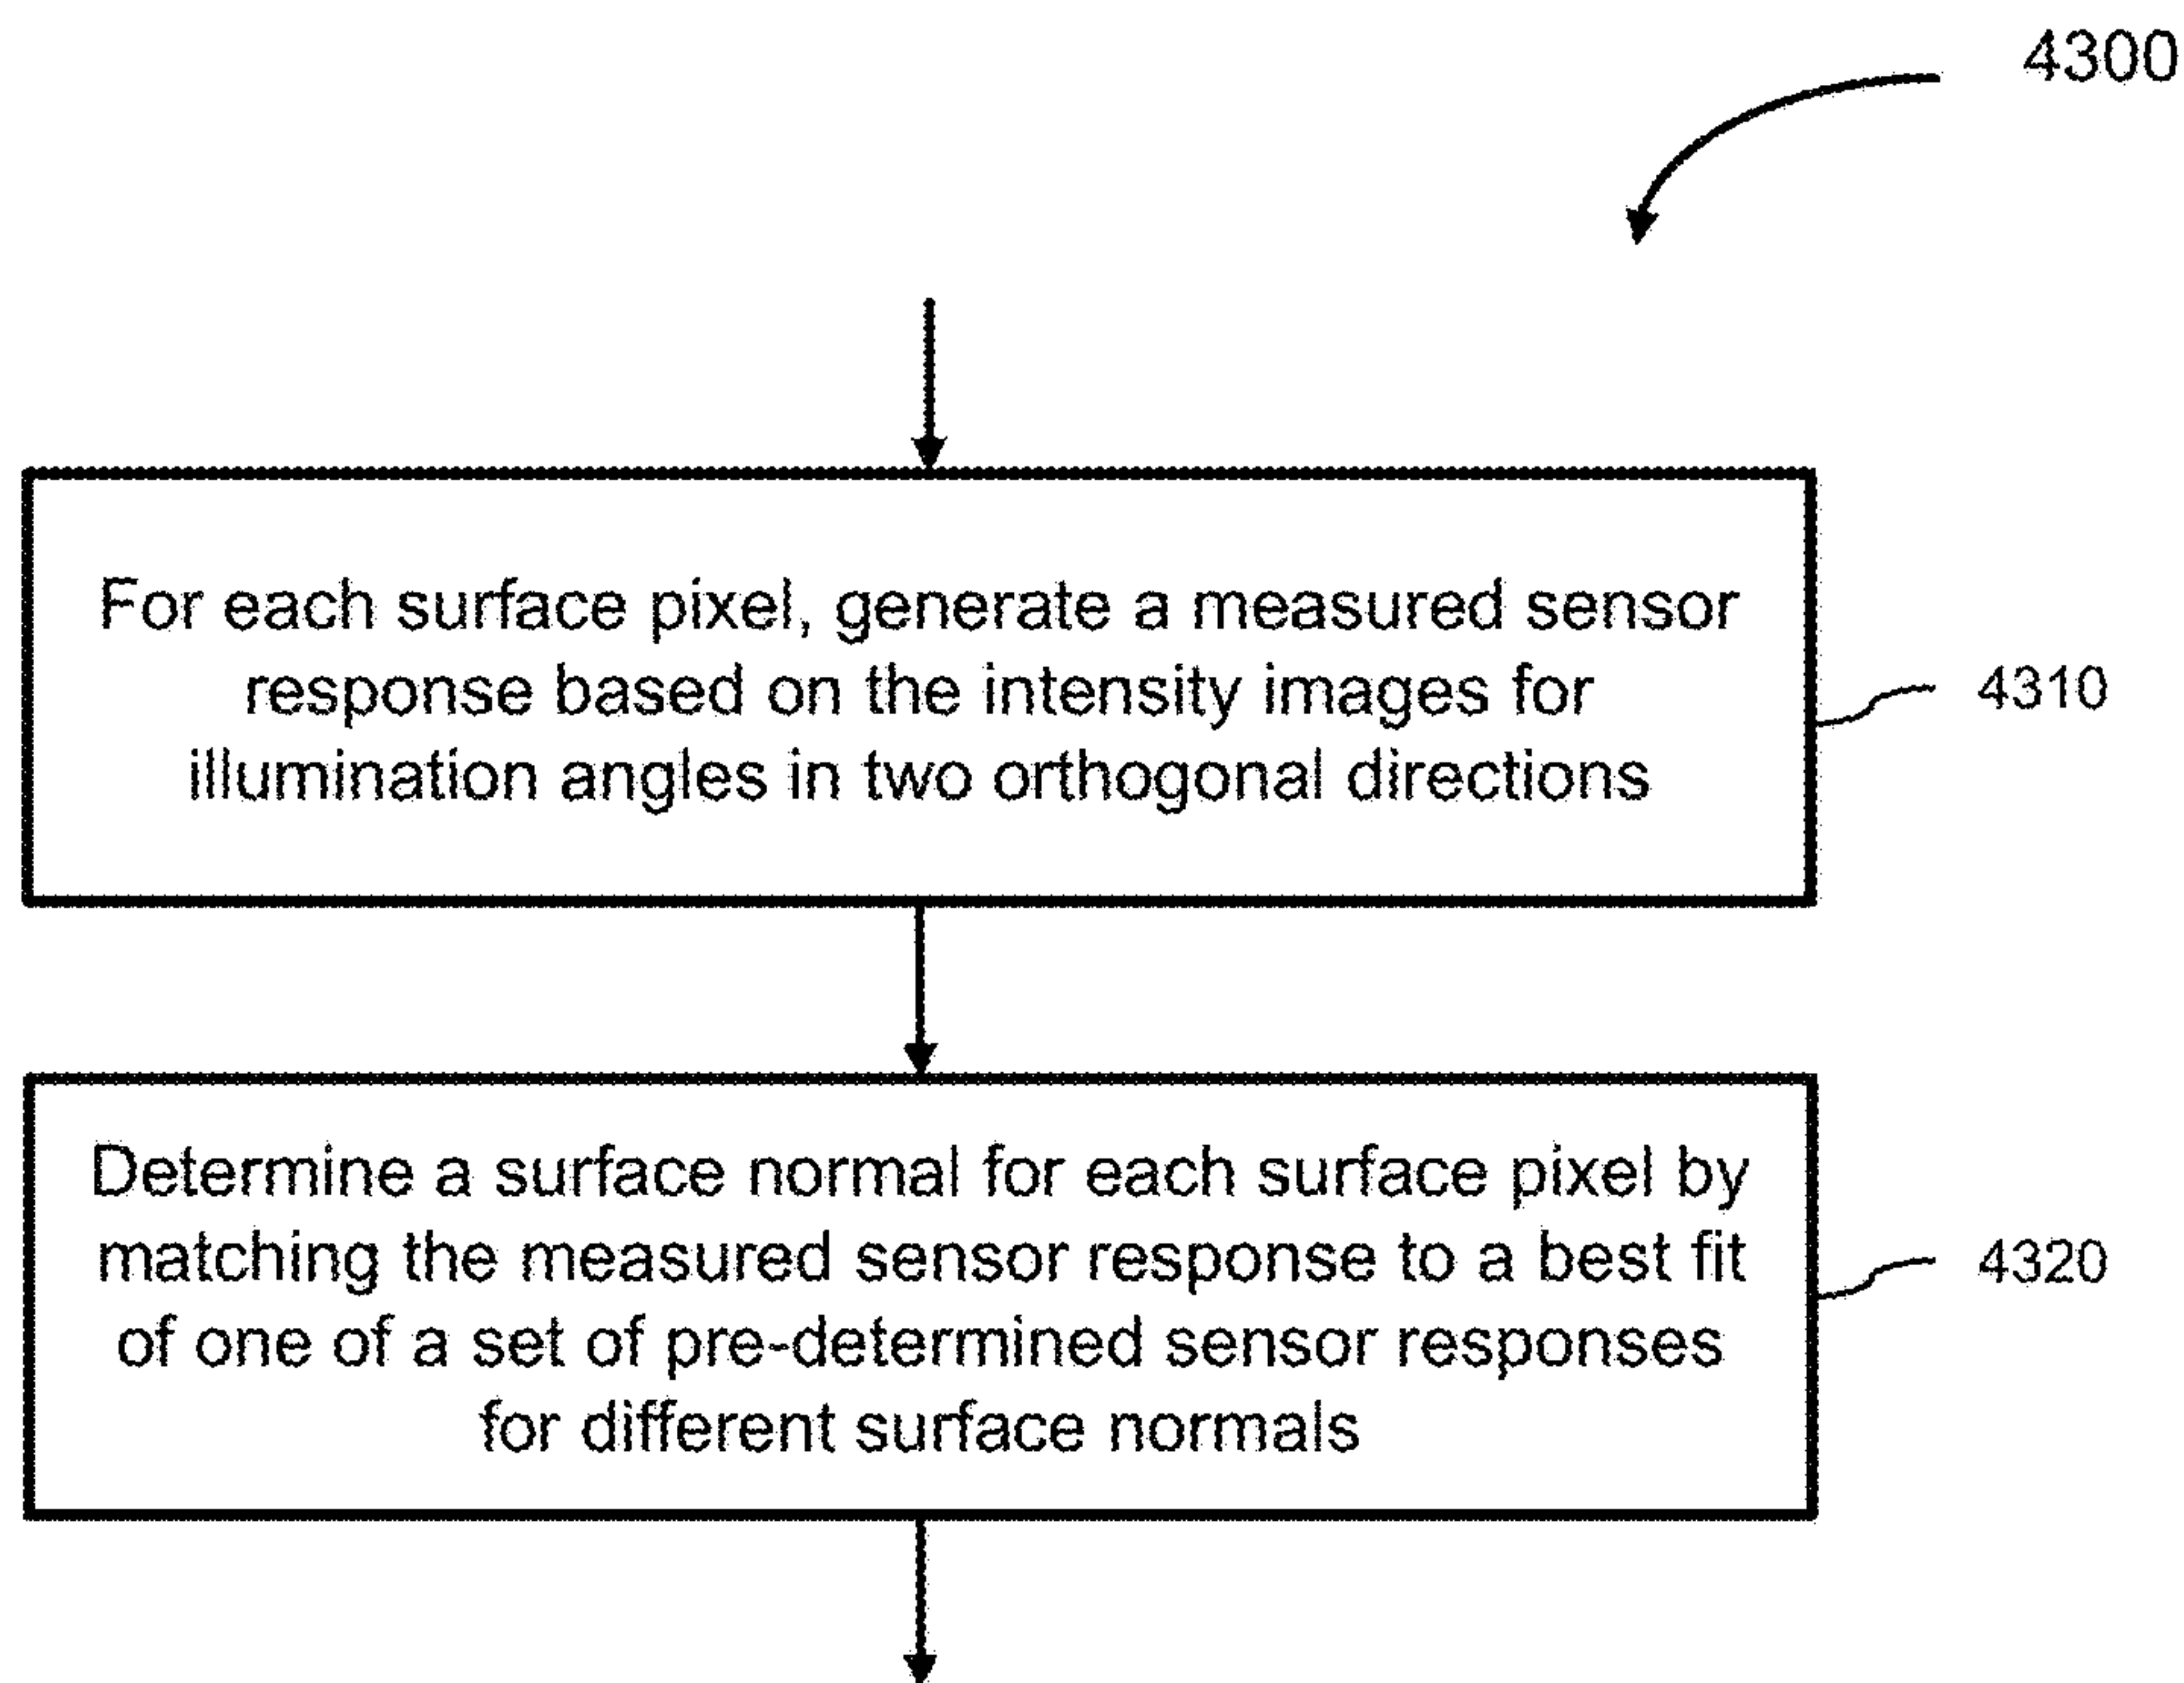 4300
For each surface pixel, generate a measured sensor
response based on the intensity images for
illumination angles in two orthogonal directions
4310
Determine a surface normal for each surface pixel by
matching the measured sensor response to a best fit
of one of a set of pre-determined sensor responses
for different surface normals
4320